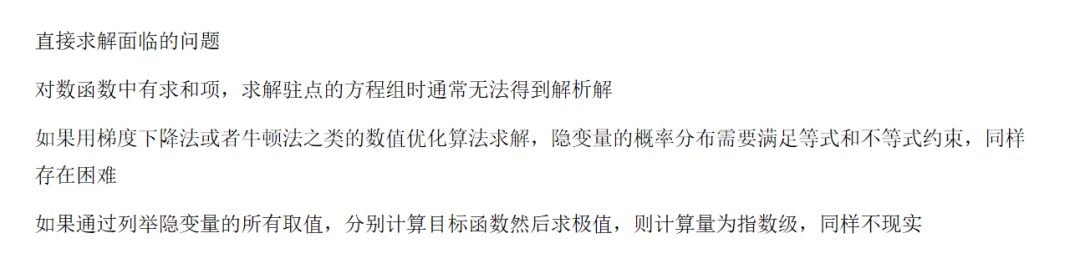 直接求解面临的问题
对数函数中有求和项，求解驻点的方程组时通常无法得到解析解
如果用梯度下降法或者牛顿法之类的数值优化算法求解，隐变量的概率分布需要满足等式和不等式约束，同样
存在困难
如果通过列举隐变量的所有取值，分别计算目标函数然后求极值，则计算量为指数级，同样不现实